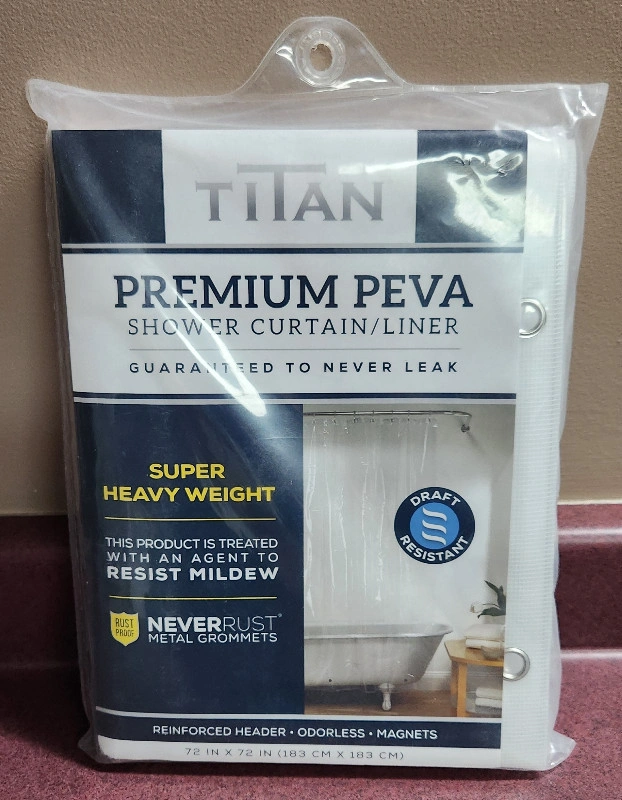 TITAN
PREMIUM PEVA
SHOWER CURTAIN/LINER
GUARANTEED TO NEVER LEAK
SUPER
HEAVY WEIGHT
THIS PRODUCT IS TREATED
WITH AN AGENT TO
RESIST MILDEW
RUST
PROOF
NEVERRUST®
METAL GROMMETS
DRAFT
RESISTANT
REINFORCED HEADER • ODORLESS • MAGNETS
72 IN X 72 IN (183 CM X 183 CM)